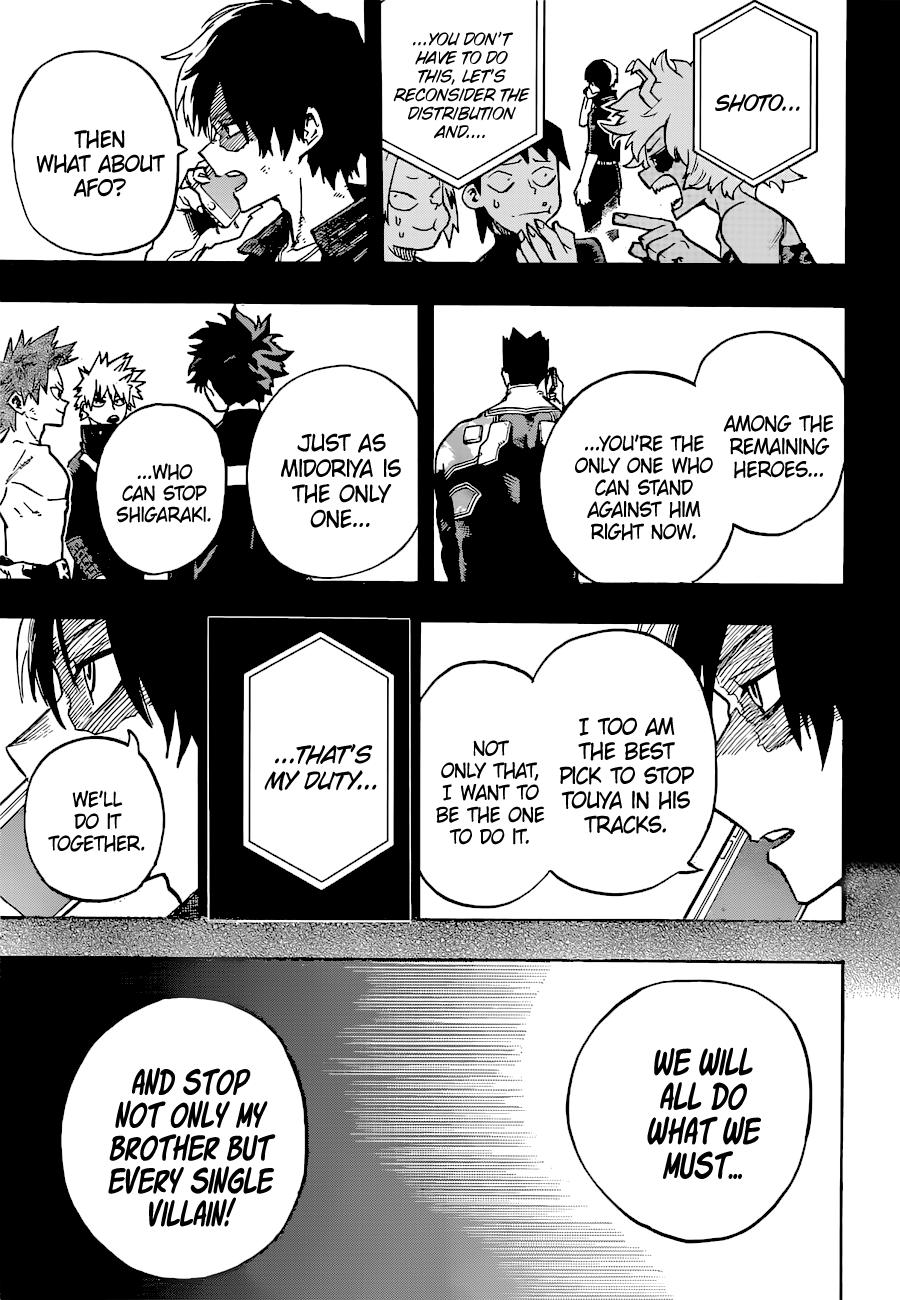 SHOTO...
...YOU DON'T
HAVE TO DO
THIS, LET'S
RECONSIDER THE
DISTRIBUTION
AND....
THEN
WHAT ABOUT
AFO?
AMONG THE
REMAINING
HEROES...
...YOU'RE THE
ONLY ONE WHO
CAN STAND
AGAINST HIM
RIGHT NOW.
JUST AS
MIDORIYA IS
THE ONLY
ONE...
...WHO
CAN STOP
SHIGARAKI.
I TOO AM
THE BEST
PICK TO STOP
TOUYA IN HIS
TRACKS.
NOT
ONLY THAT,
I WANT TO
BE THE ONE
TO DO IT.
...THAT'S
MY DUTY...
WE'LL
DO IT
TOGETHER.
WE WILL
ALL DO
WHAT WE
MUST...
AND STOP
NOT ONLY MY
BROTHER BUT
EVERY SINGLE
VILLAIN!